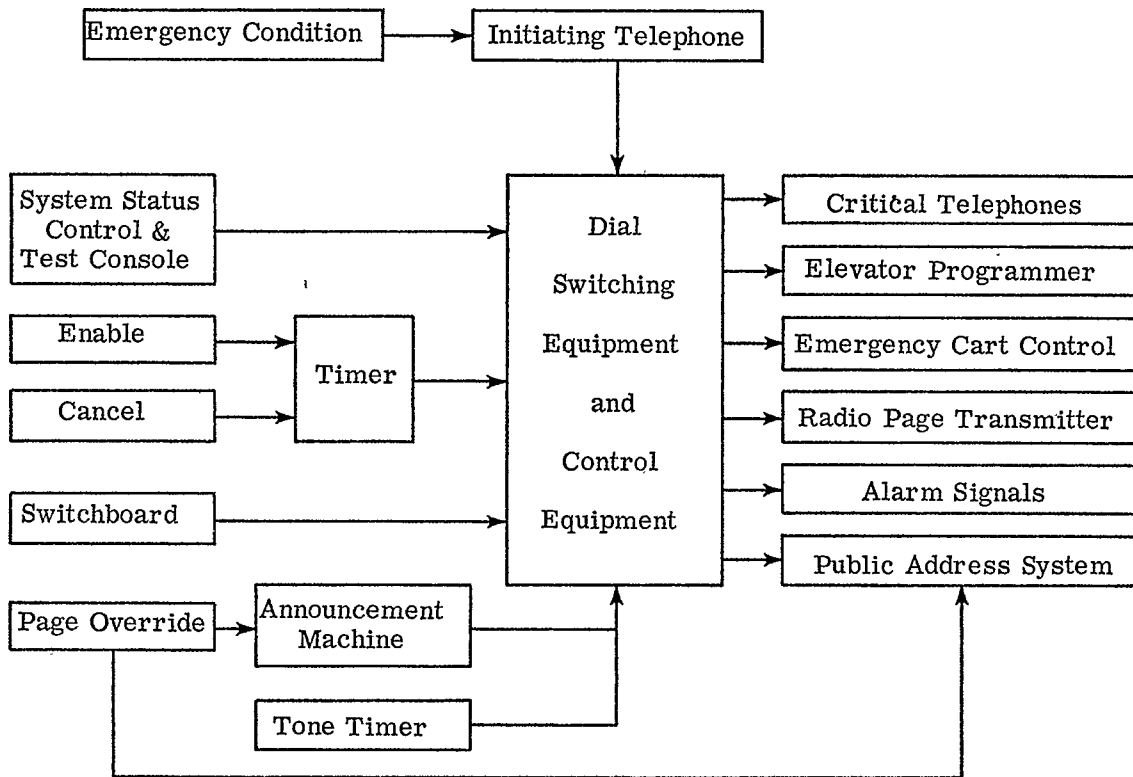 Emergency Condition
Initiating Telephone
System Status
Control &
Test Console
Enable
Cancel
Timer
Switchboard
Page Override
Announcement
Machine
Tone Timer
Dial
Switching
Equipment
and
Control
Equipment
Critical Telephones
Elevator Programmer
Emergency Cart Control
Radio Page Transmitter
Alarm Signals
Public Address System